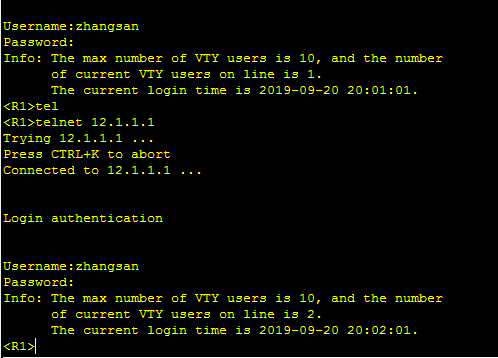 Username:zhangsan
Password:
Info: The max number of VTY users is 10, and the number
of current VTY users on line is 1.
The current login time is 2019-09-20 20:01:01.
<R1>tel
<R1>telnet 12.1.1.1
Trying 12.1.1.1 ...
Press CTRL+K to abort
Connected to 12.1.1.1 ...
Login authentication
Username:zhangsan
Password:
Info: The max number of VTY users is 10, and the number
of current VTY users on line is 2.
The current login time is 2019-09-20 20:02:01.
<R1>